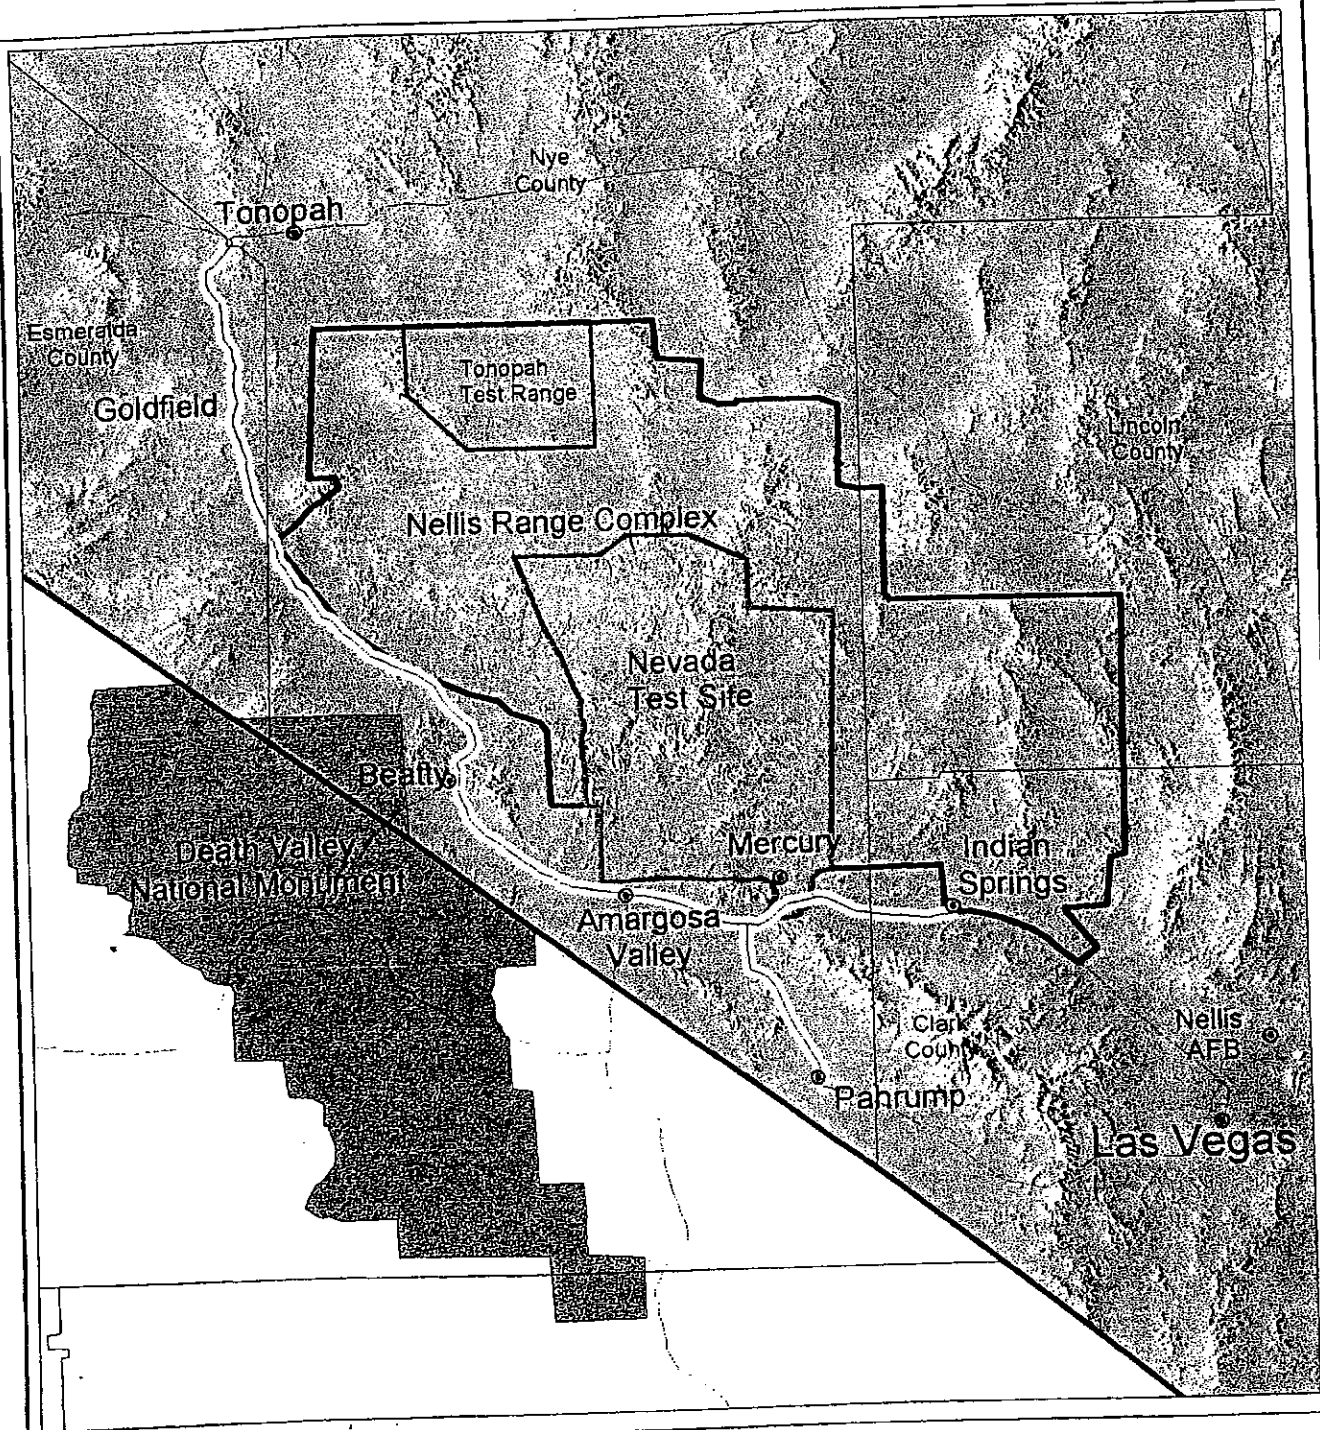 Nye
County
Tonopah
Esmeralda
County
Tonopah
Test Range
Goldfield
Lincoln
County
Nellis Range Complex
Nevada
Test Site
Beatty
Mercury
Death Valley
National Monument
Indian
Springs
Amargosa
Valley
Clark
County
Nellis
AFB
Pahrump
Las Vegas